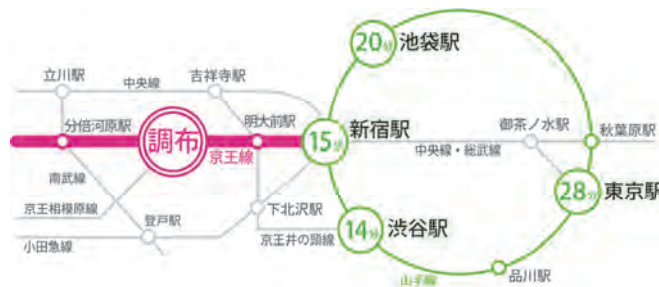 20分 池袋駅
立川駅
中央線
吉祥寺駅
分倍河原駅
調布
明大前駅
京王線
15分 新宿駅
御茶ノ水駅
秋葉原駅
中央線・総武線
南武線
28分 東京駅
京王相模原線
登戸駅
下北沢駅
14分 渋谷駅
小田急線
京王井の頭線
山手線
品川駅